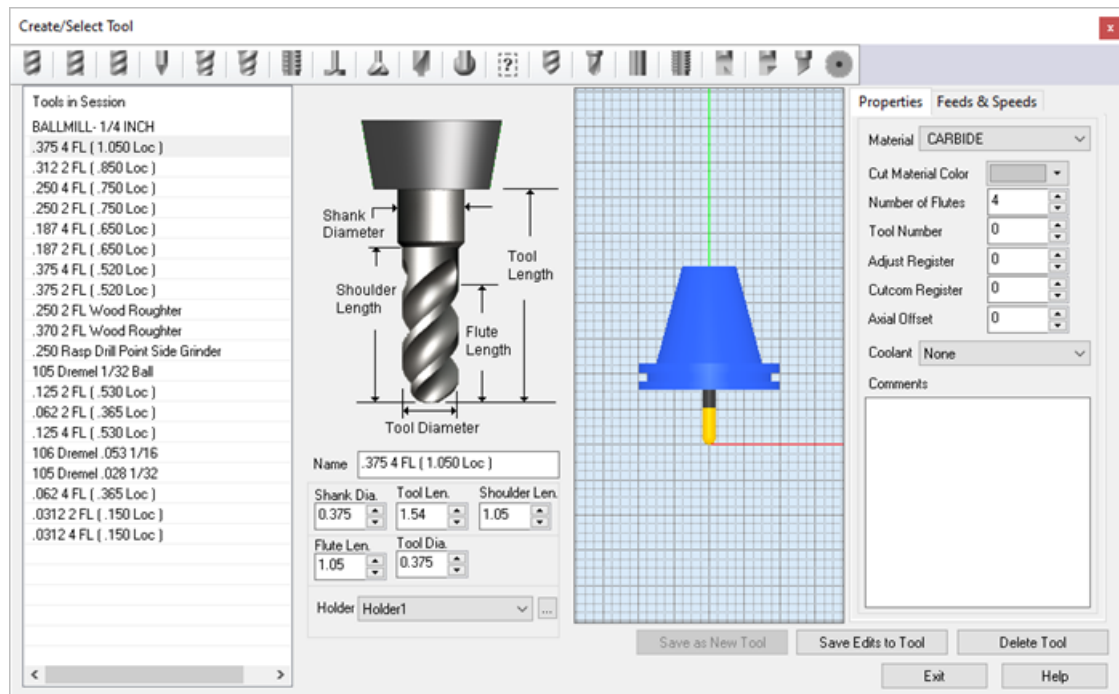 Create/Select Tool
x
Tools in Session
BALLMILL- 1/4 INCH
.375 4 FL ( 1.050 Loc )
.312 2 FL ( .850 Loc )
.250 4 FL ( .750 Loc )
.250 2 FL ( .750 Loc )
.187 4 FL ( .650 Loc )
.187 2 FL ( .650 Loc )
.375 4 FL ( .520 Loc )
.375 2 FL ( .520 Loc )
.250 2 FL Wood Roughter
.370 2 FL Wood Roughter
.250 Rasp Drill Point Side Grinder
105 Dremel 1/32 Ball
.125 2 FL ( .530 Loc )
.062 2 FL ( .365 Loc )
.125 4 FL ( .530 Loc )
106 Dremel .053 1/16
105 Dremel .028 1/32
.062 4 FL ( .365 Loc )
.0312 2 FL ( .150 Loc )
.0312 4 FL ( .150 Loc )
Shank
Diameter
Tool
Length
Shoulder
Length
Flute
Length
Tool Diameter
Name .375 4 FL ( 1.050 Loc )
Shank Dia. Tool Len. Shoulder Len.
0.375 1.54 1.05
Flute Len. Tool Dia.
1.05 0.375
Holder Holder1 ...
Properties Feeds & Speeds
Material CARBIDE
Cut Material Color
Number of Flutes 4
Tool Number 0
Adjust Register 0
Cutcom Register 0
Axial Offset 0
Coolant None
Comments
Save as New Tool Save Edits to Tool Delete Tool
Exit Help